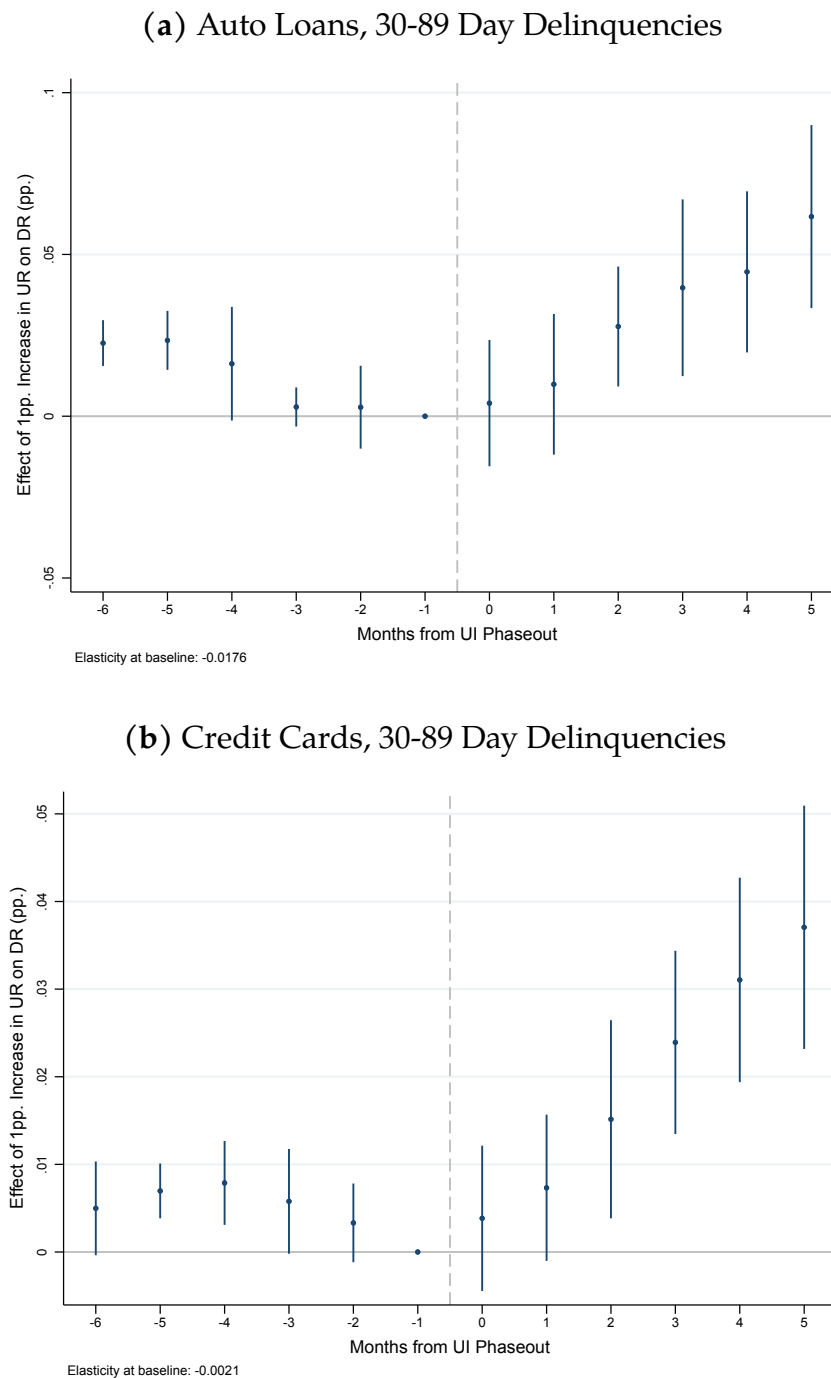 (a) Auto Loans, 30-89 Day Delinquencies
Effect of 1pp. Increase in UR on DR (pp.)
.1
.05
0
-.05
-6 -5 -4 -3 -2 -1 0 1 2 3 4 5
Months from UI Phaseout
Elasticity at baseline: -0.0176
(b) Credit Cards, 30-89 Day Delinquencies
Effect of 1pp. Increase in UR on DR (pp.)
.05
.04
.03
.02
.01
0
-6 -5 -4 -3 -2 -1 0 1 2 3 4 5
Months from UI Phaseout
Elasticity at baseline: -0.0021